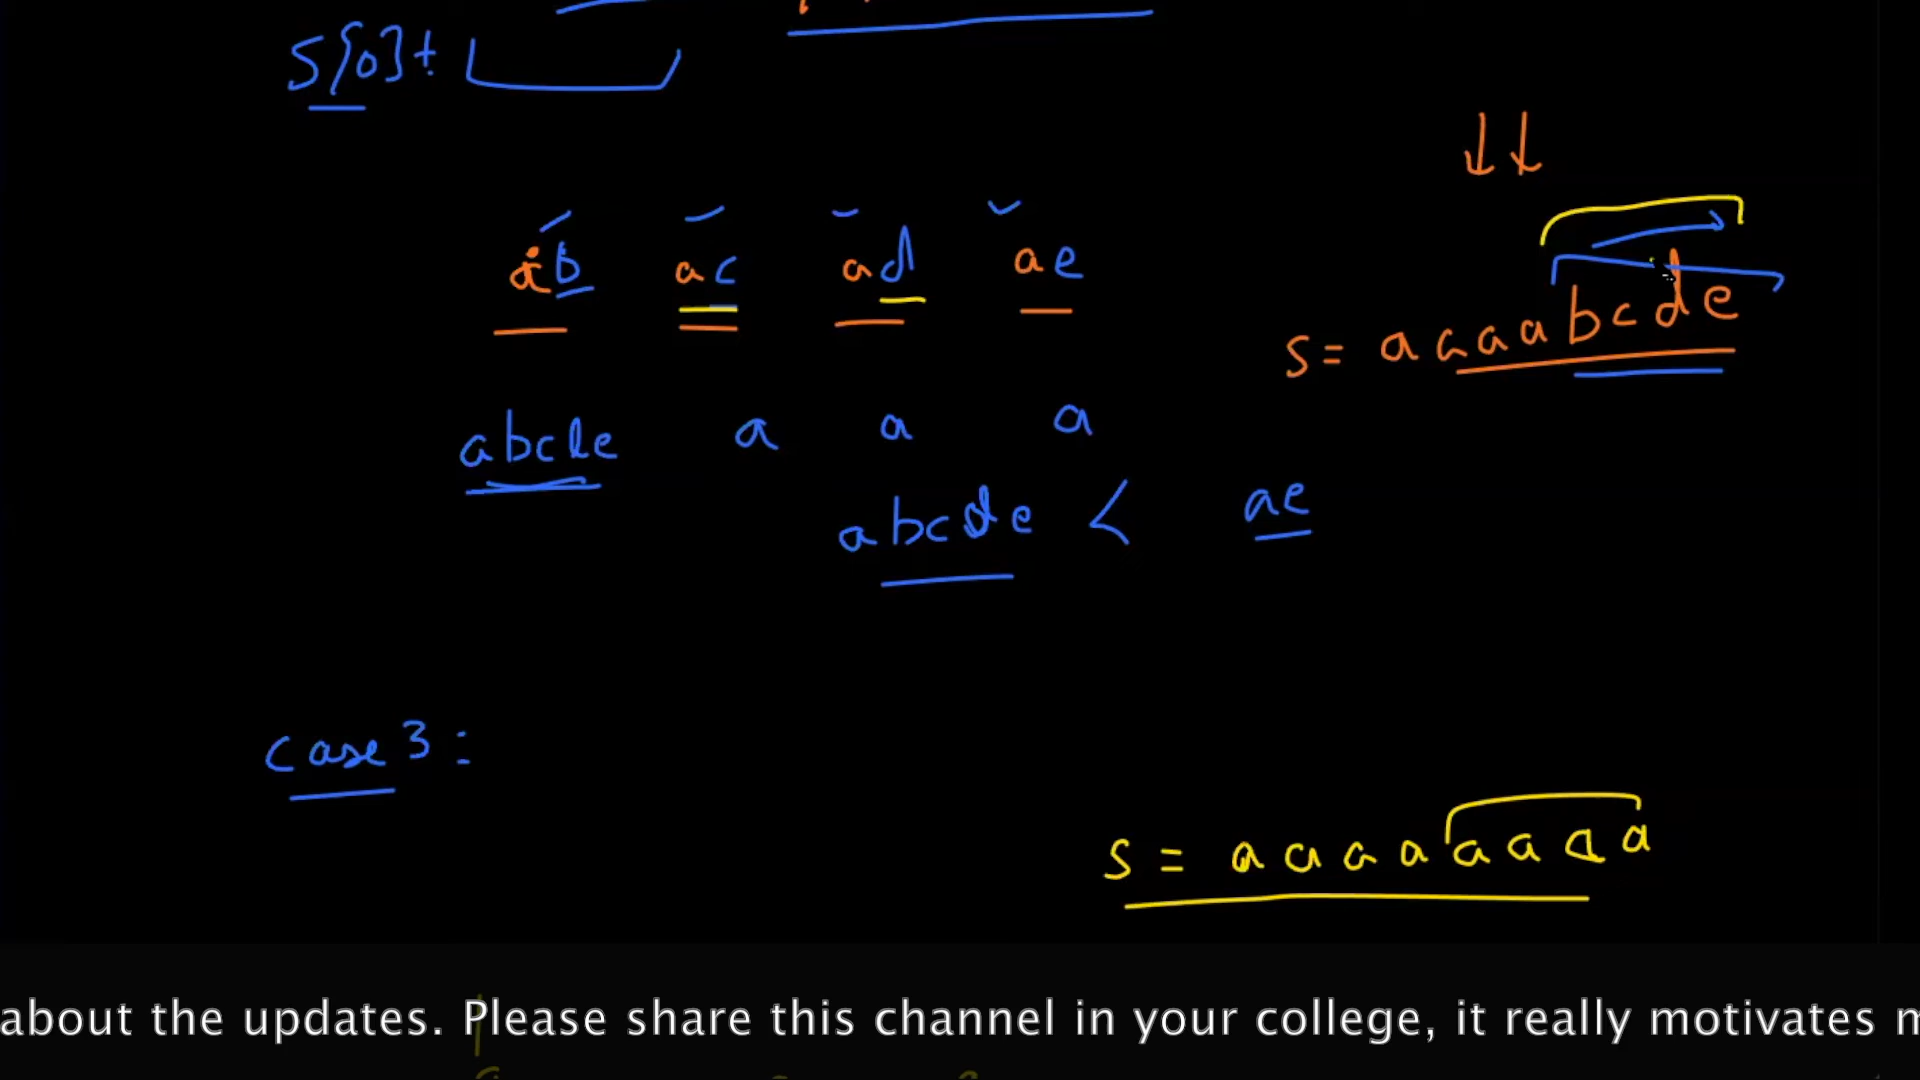 S[0]+
ab ac ad ae
s = aaaabcde
abcde a a a
abcde < ae
case 3 :
s = aaaaaaaa
about the updates. Please share this channel in your college, it really motivates m